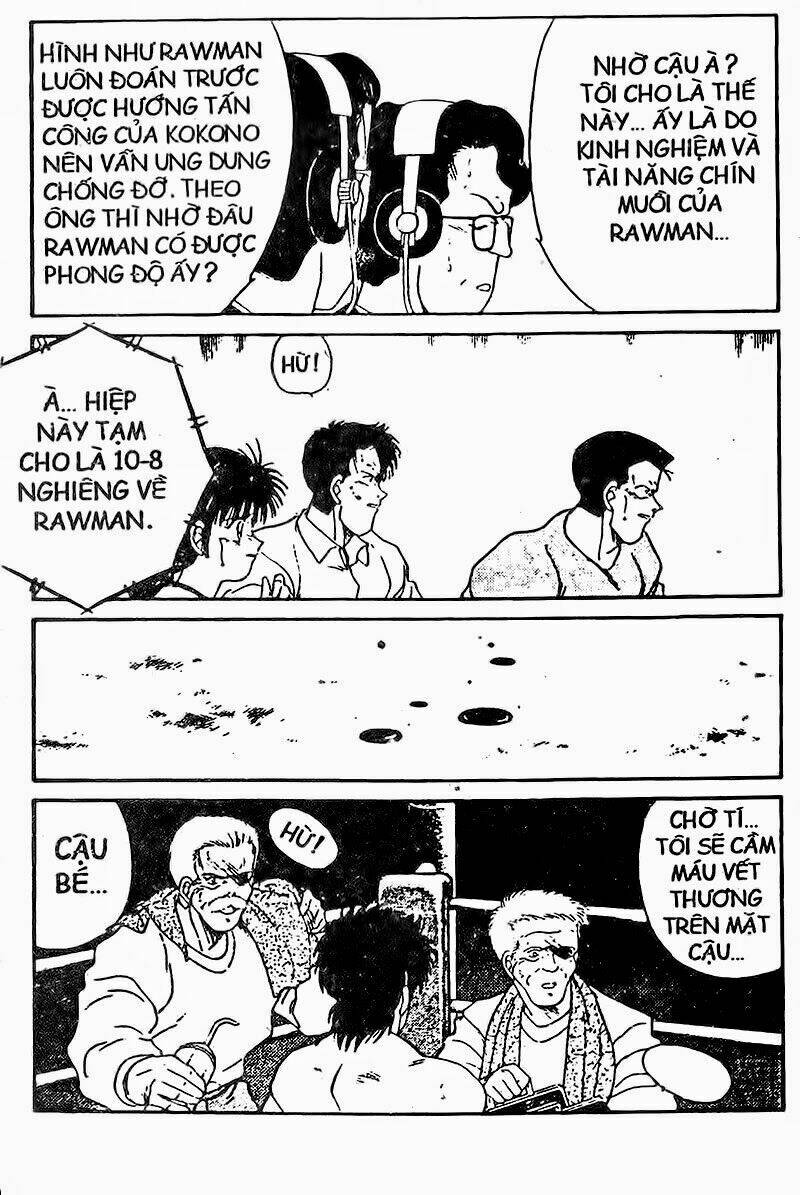 HÌNH NHƯ RAWMAN
LUÔN ĐOÁN TRƯỚC
ĐƯỢC HƯỚNG TẤN
CÔNG CỦA KOKONO
NÊN VẪN UNG DUNG
CHỐNG ĐỠ. THEO
ÔNG THÌ NHỜ ĐÂU
RAWMAN CÓ ĐƯỢC
PHONG ĐỘ ẤY?
NHỜ CẬU À?
TÔI CHO LÀ THẾ
NÀY... ẤY LÀ DO
KINH NGHIỆM VÀ
TÀI NĂNG CHÍN
MUỒI CỦA
RAWMAN...
À... HIỆP
NÀY TẠM
CHO LÀ 10-8
NGHIÊNG VỀ
RAWMAN.
HỪ!
CẬU
BÉ...
HỪ!
CHỜ TÍ...
TÔI SẼ CẦM
MÁU VẾT
THƯƠNG
TRÊN MẶT
CẬU...